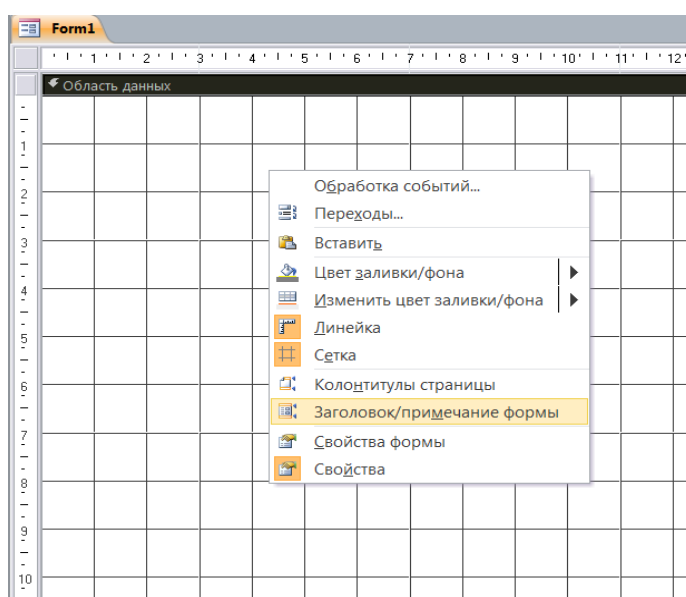 Form1
1 2 3 4 5 6 7 8 9 10 11 12
Область данных
1
2
3
4
5
6
7
8
9
10
Обработка событий...
Переходы...
Вставить
Цвет заливки/фона
Изменить цвет заливки/фона
Линейка
Сетка
Колонтитулы страницы
Заголовок/примечание формы
Свойства формы
Свойства